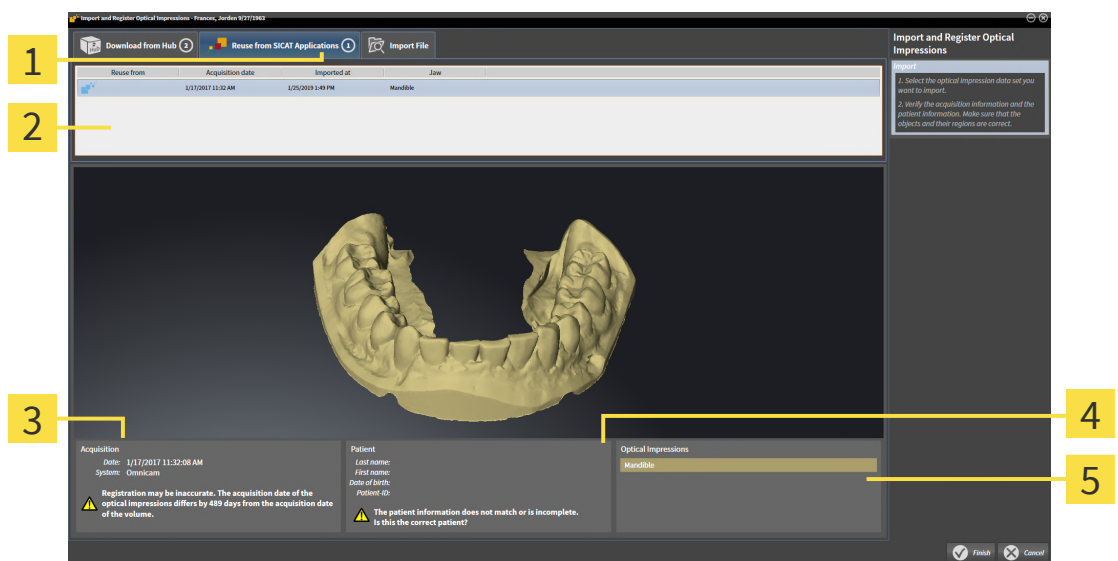 Import and Register Optical Impressions - Frances, Jorden 9/27/1963
Download from Hub 2
Reuse from SICAT Applications 1
Import File
Hub
Reuse from Acquisition date Imported at Jaw
1/17/2017 11:32 AM 1/25/2019 1:49 PM Mandible
Import and Register Optical
Impressions
Import
1. Select the optical impression data set you
want to import.
2. Verify the acquisition information and the
patient information. Make sure that the
objects and their regions are correct.
1
2
3
4
5
Acquisition
Date: 1/17/2017 11:32:08 AM
System: Omnicam
Registration may be inaccurate. The acquisition date of the
optical impressions differs by 489 days from the acquisition date
of the volume.
Patient
Last name:
First name:
Date of birth:
Patient-ID:
The patient information does not match or is incomplete.
Is this the correct patient?
Optical Impressions
Mandible
Finish
Cancel